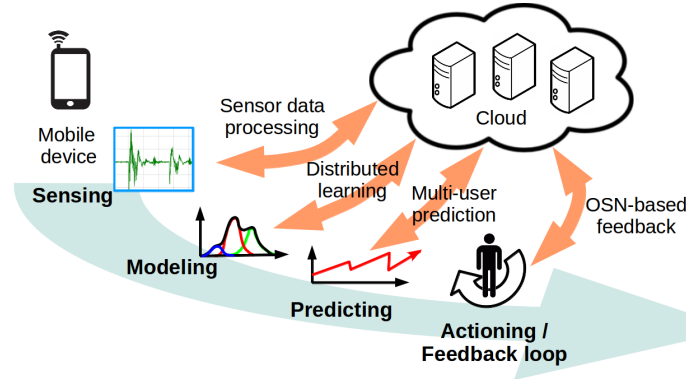 Mobile
device
Sensing
Sensor data
processing
Cloud
Distributed
learning
Modeling
Multi-user
prediction
Predicting
OSN-based
feedback
Actioning /
Feedback loop